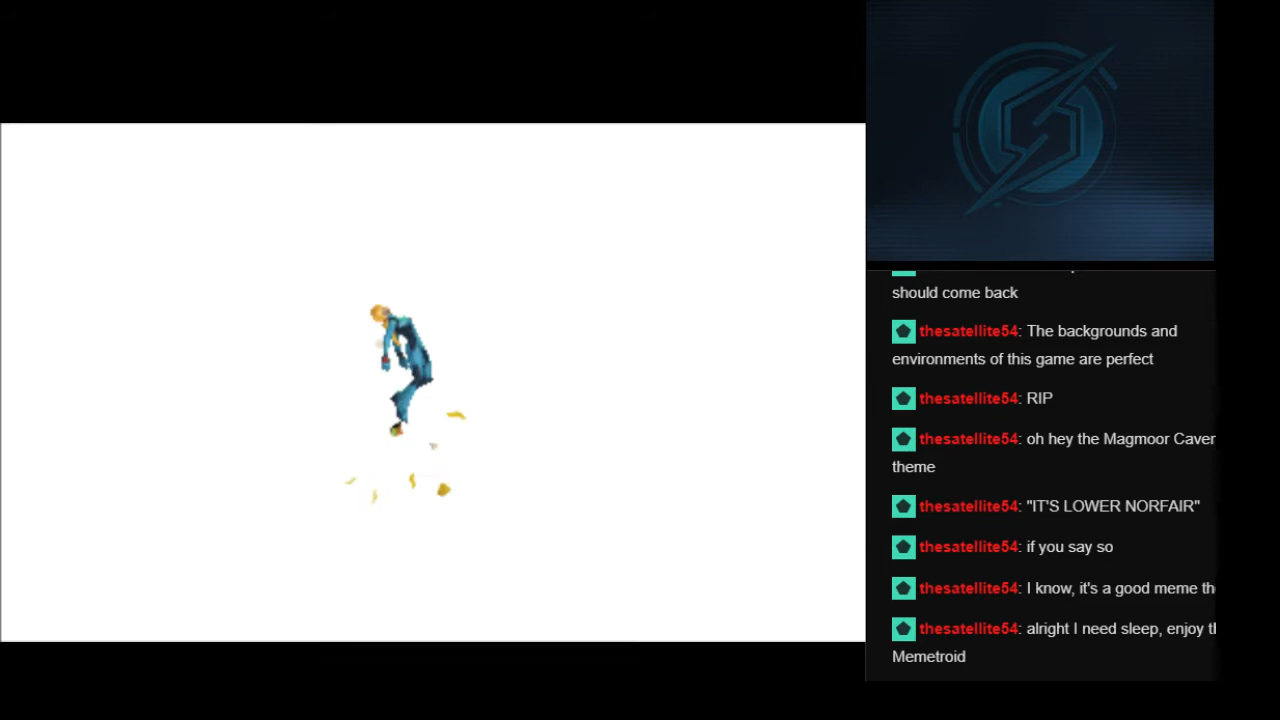 should come back
thesatellite54: The backgrounds and
environments of this game are perfect
thesatellite54: RIP
thesatellite54: oh hey the Magmoor Caver
theme
thesatellite54: "IT'S LOWER NORFAIR"
thesatellite54: if you say so
thesatellite54: I know, it's a good meme th
thesatellite54: alright I need sleep, enjoy th
Memetroid